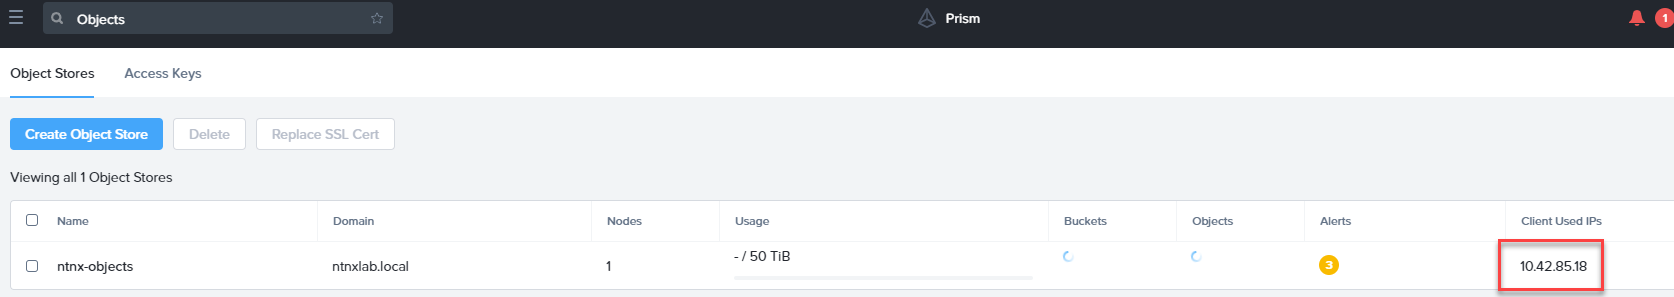 Objects
Prism
1
Object Stores Access Keys
Create Object Store Delete Replace SSL Cert
Viewing all 1 Object Stores
Name Domain Nodes Usage Buckets Objects Alerts Client Used IPs
ntnx-objects ntnxlab.local 1 - / 50 TiB 3 10.42.85.18